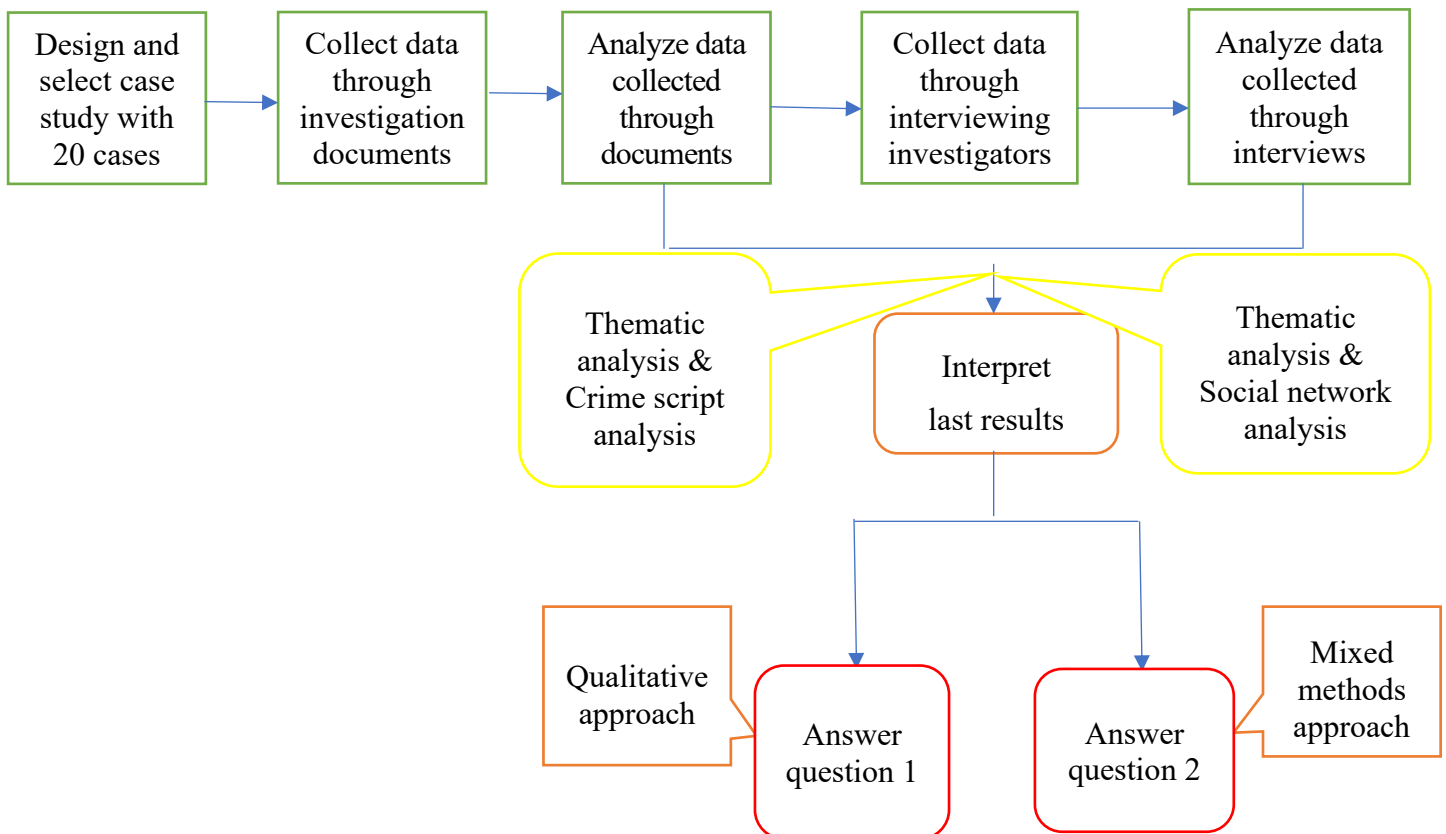 Design and
select case
study with
20 cases
Collect data
through
investigation
documents
Analyze data
collected
through
documents
Collect data
through
interviewing
investigators
Analyze data
collected
through
interviews
Thematic
analysis &
Crime script
analysis
Interpret
last results
Thematic
analysis &
Social network
analysis
Qualitative
approach
Answer
question 1
Answer
question 2
Mixed
methods
approach